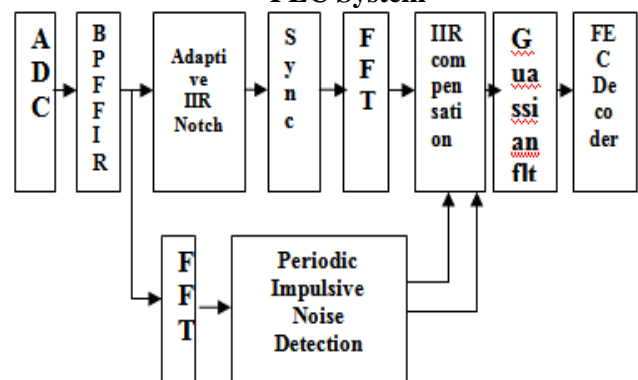 PLC System
A
D
C
B
P
F
F
I
R
Adapti
ve
IIR
Notch
S
y
n
c
F
F
T
IIR
com
pen
sati
on
G
ua
ssi
an
flt
FE
C
De
co
der
F
F
T
Periodic
Impulsive
Noise
Detection